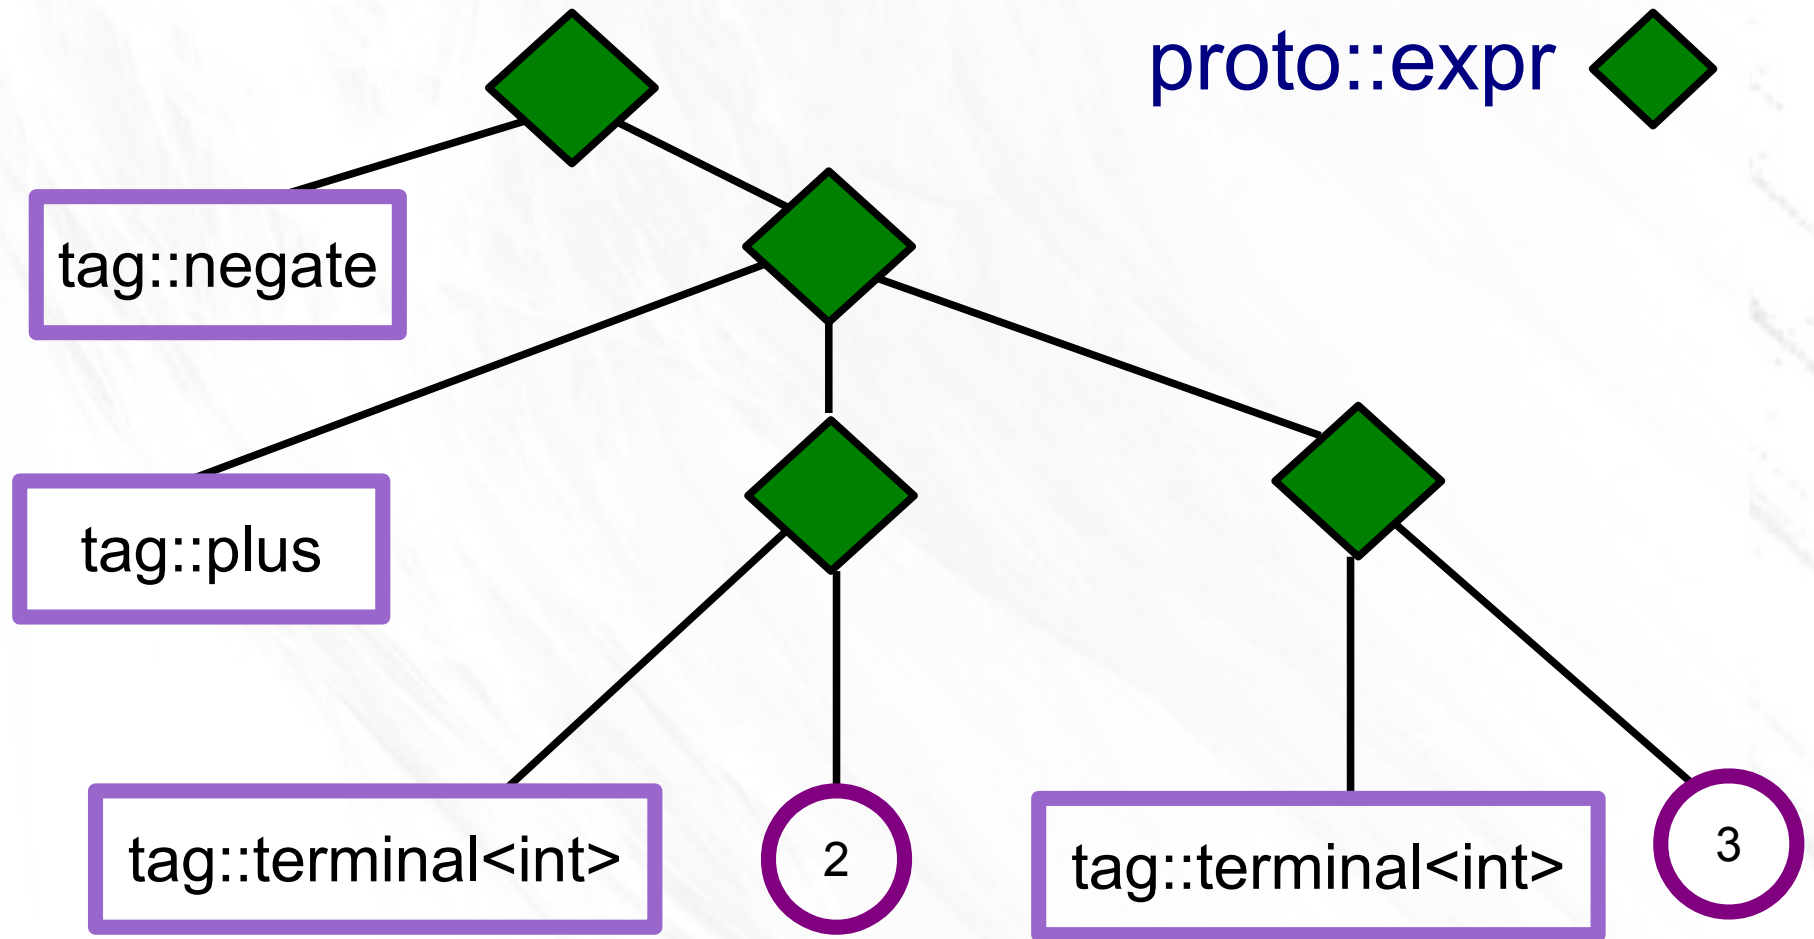 proto::expr
tag::negate
tag::plus
tag::terminal<int>
2
tag::terminal<int>
3